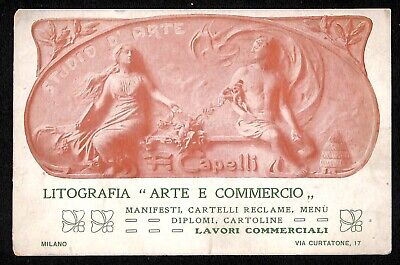 STUDIO D'ARTE
A Capelli
LITOGRAFIA “ ARTE E COMMERCIO „
MANIFESTI, CARTELLI RECLAME, MENÙ
DIPLOMI, CARTOLINE
LAVORI COMMERCIALI
MILANO
VIA CURTATONE, 17